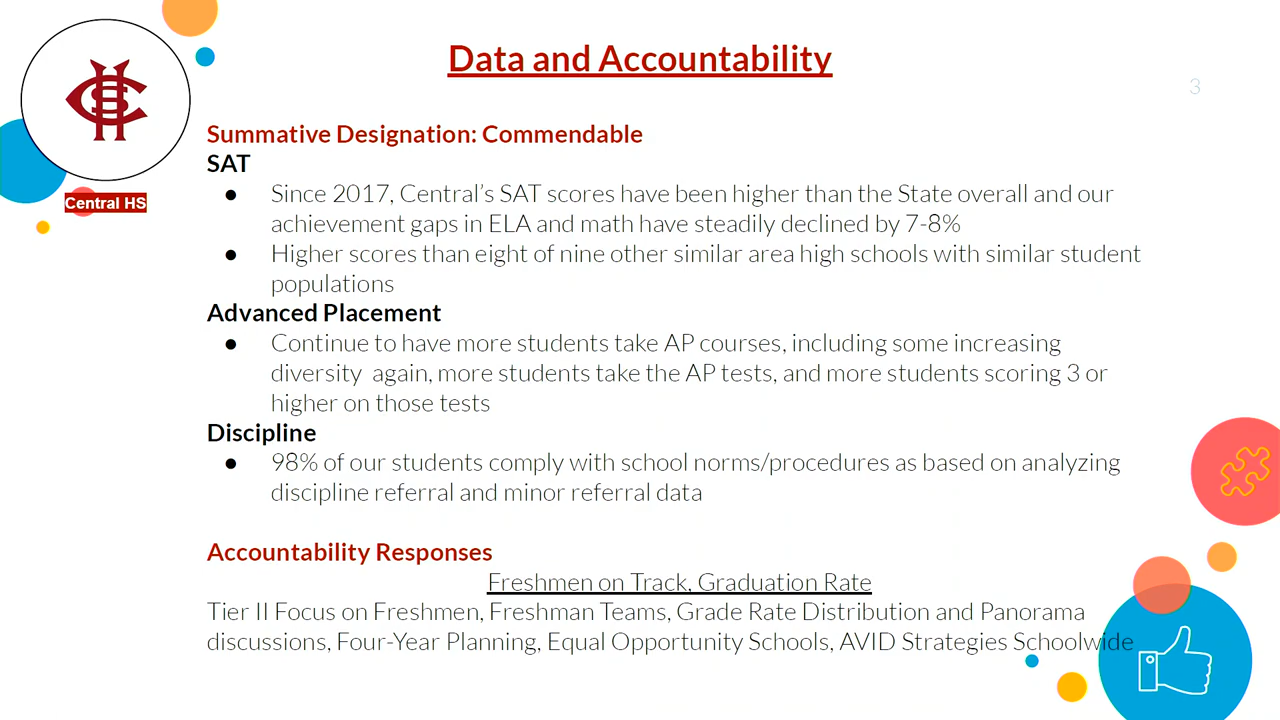 Data and Accountability
3
CHS
Central HS
Summative Designation: Commendable
SAT
● Since 2017, Central’s SAT scores have been higher than the State overall and our
achievement gaps in ELA and math have steadily declined by 7-8%
● Higher scores than eight of nine other similar area high schools with similar student
populations
Advanced Placement
● Continue to have more students take AP courses, including some increasing
diversity  again, more students take the AP tests, and more students scoring 3 or
higher on those tests
Discipline
● 98% of our students comply with school norms/procedures as based on analyzing
discipline referral and minor referral data
Accountability Responses
Freshmen on Track, Graduation Rate
Tier II Focus on Freshmen, Freshman Teams, Grade Rate Distribution and Panorama
discussions, Four-Year Planning, Equal Opportunity Schools, AVID Strategies Schoolwide